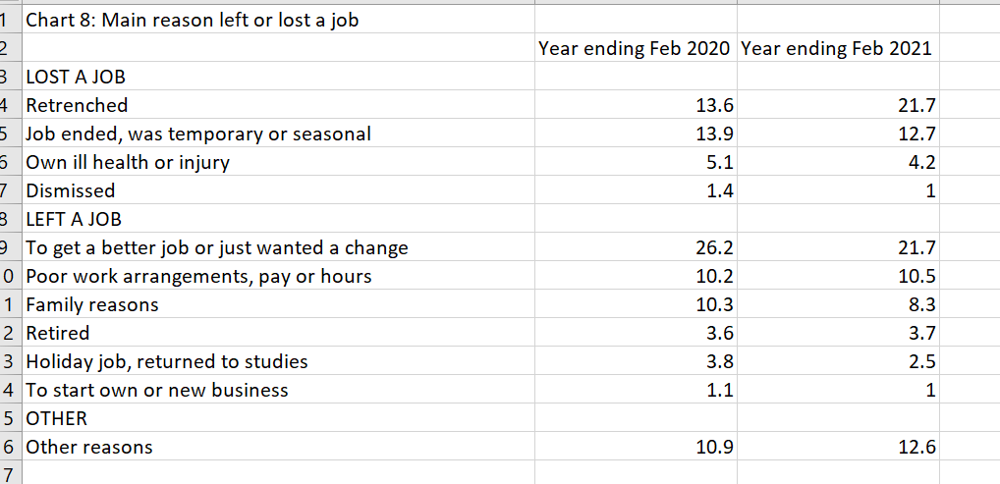 1 Chart 8: Main reason left or lost a job
2 Year ending Feb 2020 Year ending Feb 2021
3 LOST A JOB
4 Retrenched 13.6 21.7
5 Job ended, was temporary or seasonal 13.9 12.7
6 Own ill health or injury 5.1 4.2
7 Dismissed 1.4 1
8 LEFT A JOB
9 To get a better job or just wanted a change 26.2 21.7
0 Poor work arrangements, pay or hours 10.2 10.5
1 Family reasons 10.3 8.3
2 Retired 3.6 3.7
3 Holiday job, returned to studies 3.8 2.5
4 To start own or new business 1.1 1
5 OTHER
6 Other reasons 10.9 12.6
7